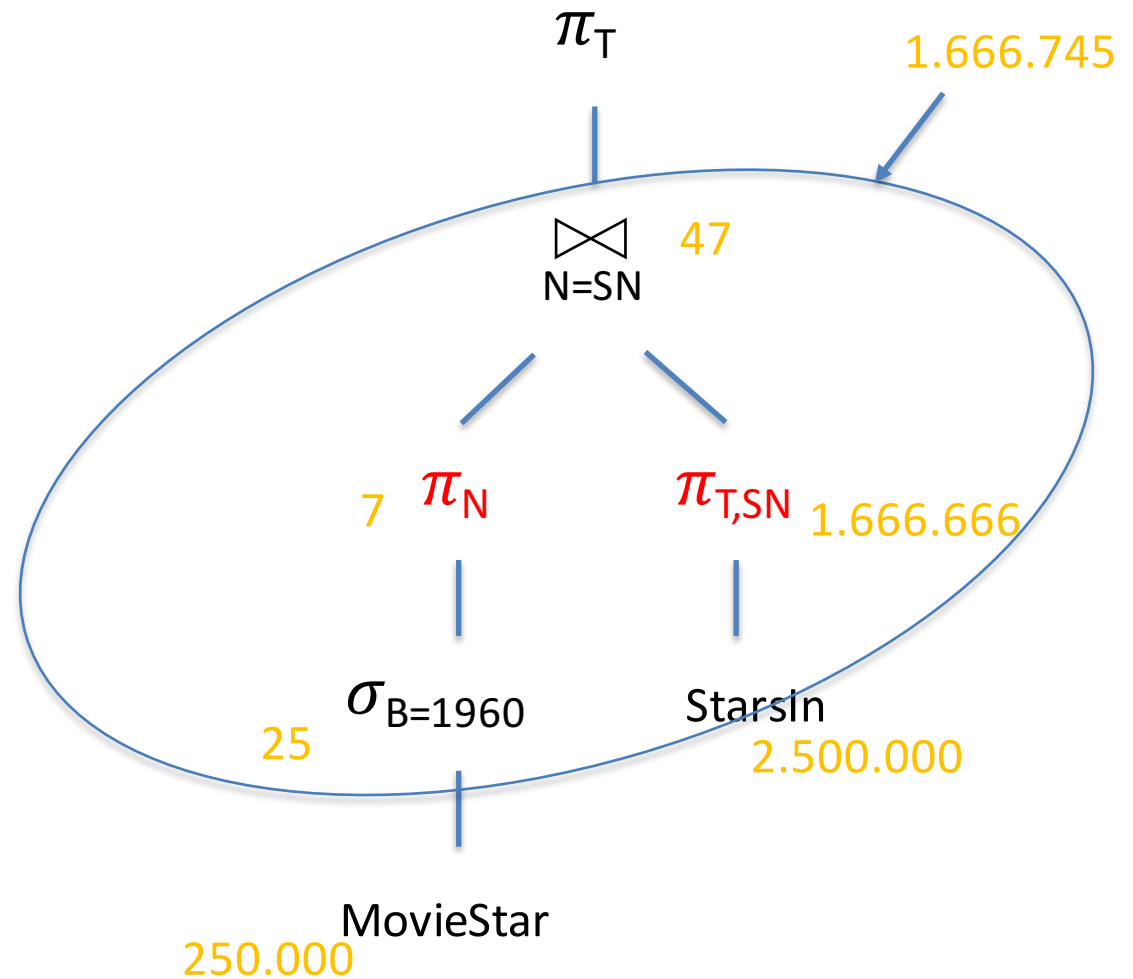 π_T
1.666.745
⋈ 47
N=SN
7 π_N π_T,SN 1.666.666
σ_B=1960 StarsIn
25 2.500.000
MovieStar
250.000